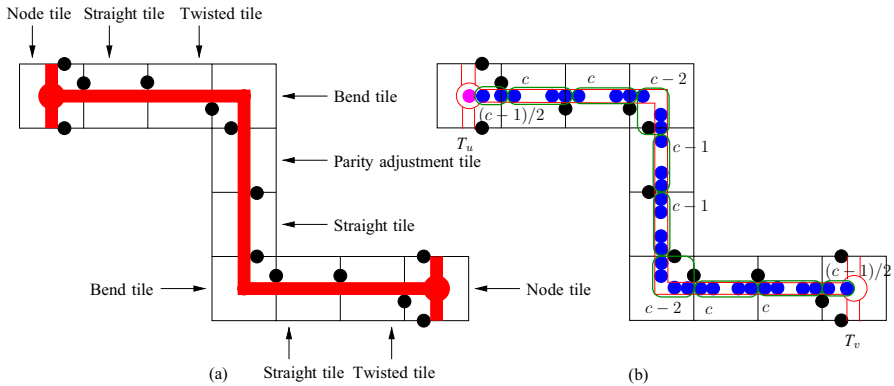 Node tile
Straight tile
Twisted tile
Bend tile
Parity adjustment tile
Straight tile
Bend tile
Node tile
Straight tile
Twisted tile
(a)
c
c
c−2
(c−1)/2
T_u
c−1
c−1
(c−1)/2
c−2
c
c
T_v
(b)